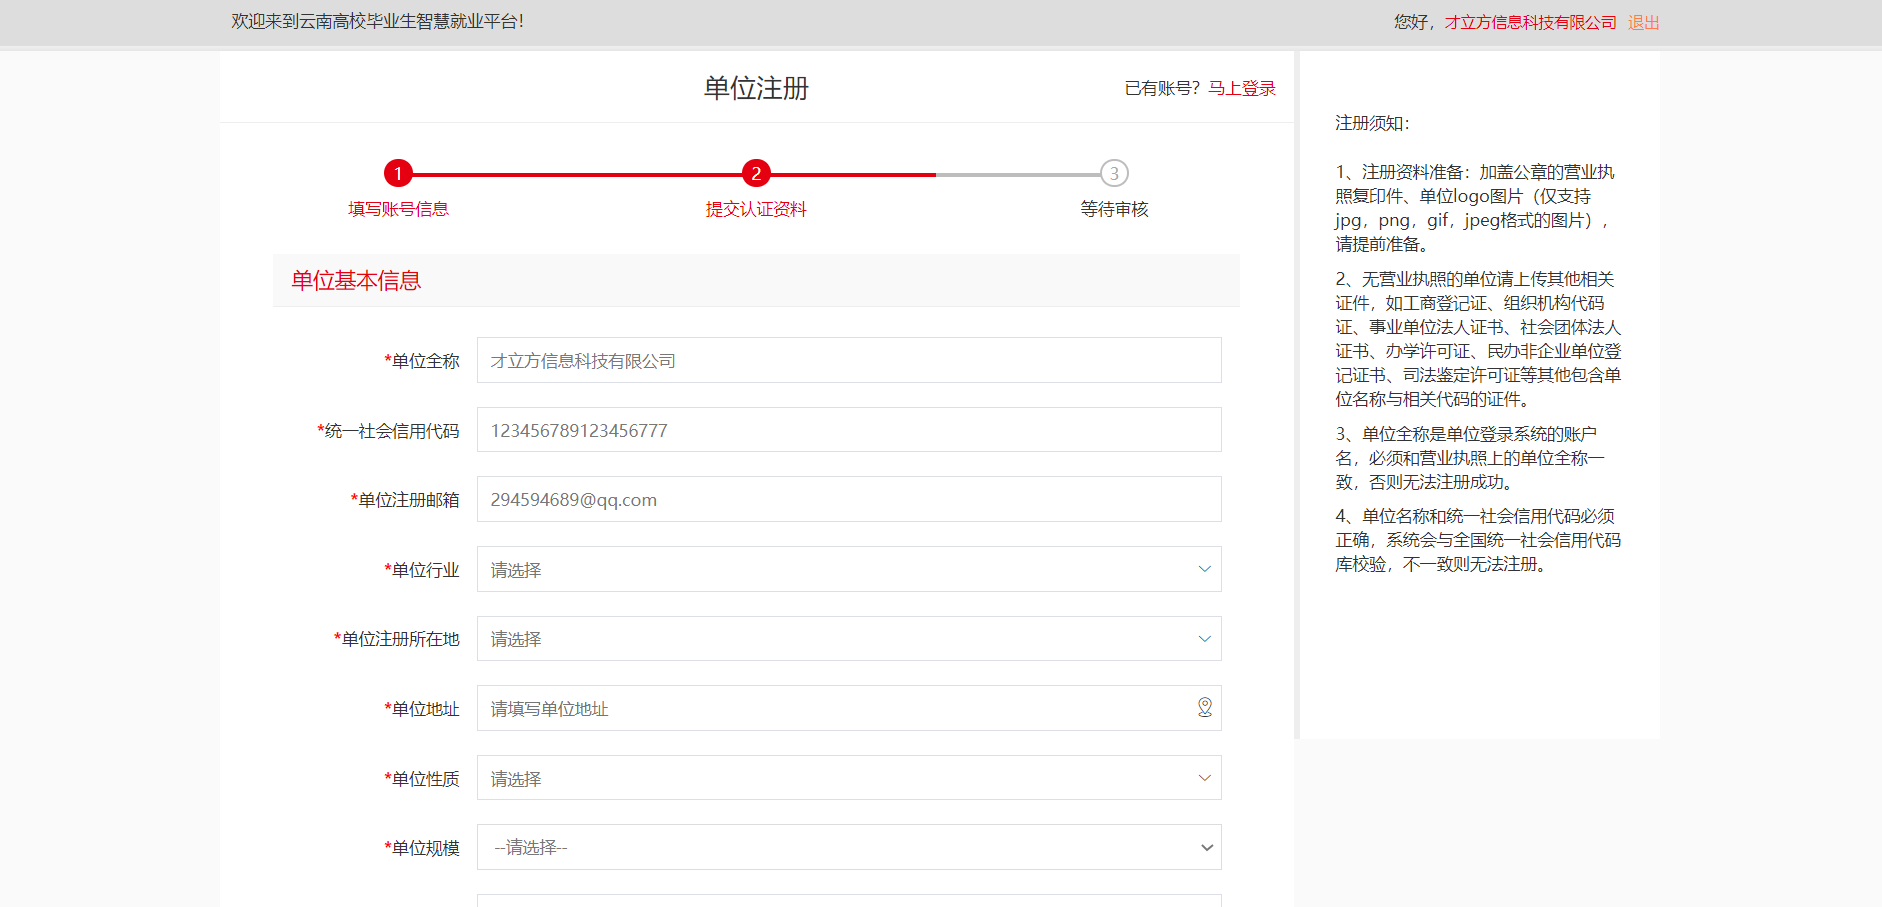 欢迎来到云南高校毕业生智慧就业平台！
您好，才立方信息科技有限公司 退出
单位注册
已有账号？马上登录
1 2 3
填写账号信息 提交认证资料 等待审核
单位基本信息
*单位全称 才立方信息科技有限公司
*统一社会信用代码 123456789123456777
*单位注册邮箱 294594689@qq.com
*单位行业 请选择
*单位注册所在地 请选择
*单位地址 请填写单位地址
*单位性质 请选择
*单位规模 --请选择--
注册须知：
1、注册资料准备：加盖公章的营业执
照复印件、单位logo图片（仅支持
jpg，png，gif，jpeg格式的图片），
请提前准备。
2、无营业执照的单位请上传其他相关
证件，如工商登记证、组织机构代码
证、事业单位法人证书、社会团体法人
证书、办学许可证、民办非企业单位登
记证书、司法鉴定许可证等其他包含单
位名称与相关代码的证件。
3、单位全称是单位登录系统的账户
名，必须和营业执照上的单位全称一
致，否则无法注册成功。
4、单位名称和统一社会信用代码必须
正确，系统会与全国统一社会信用代码
库校验，不一致则无法注册。